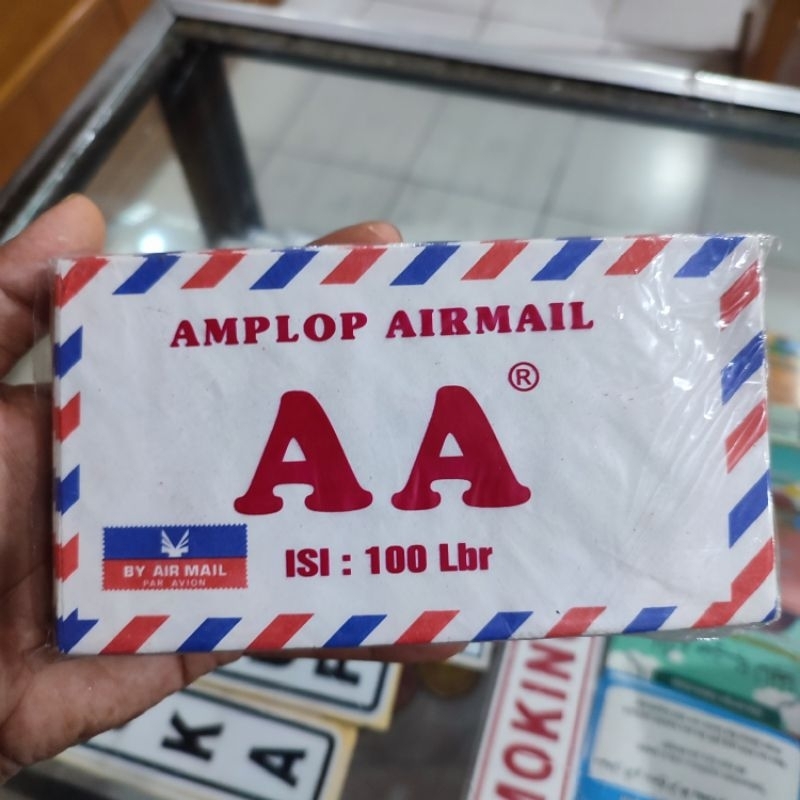 AMPLOP AIRMAIL
AA®
BY AIR MAIL
PAR AVION
ISI : 100 Lbr
K
A
MOKIN